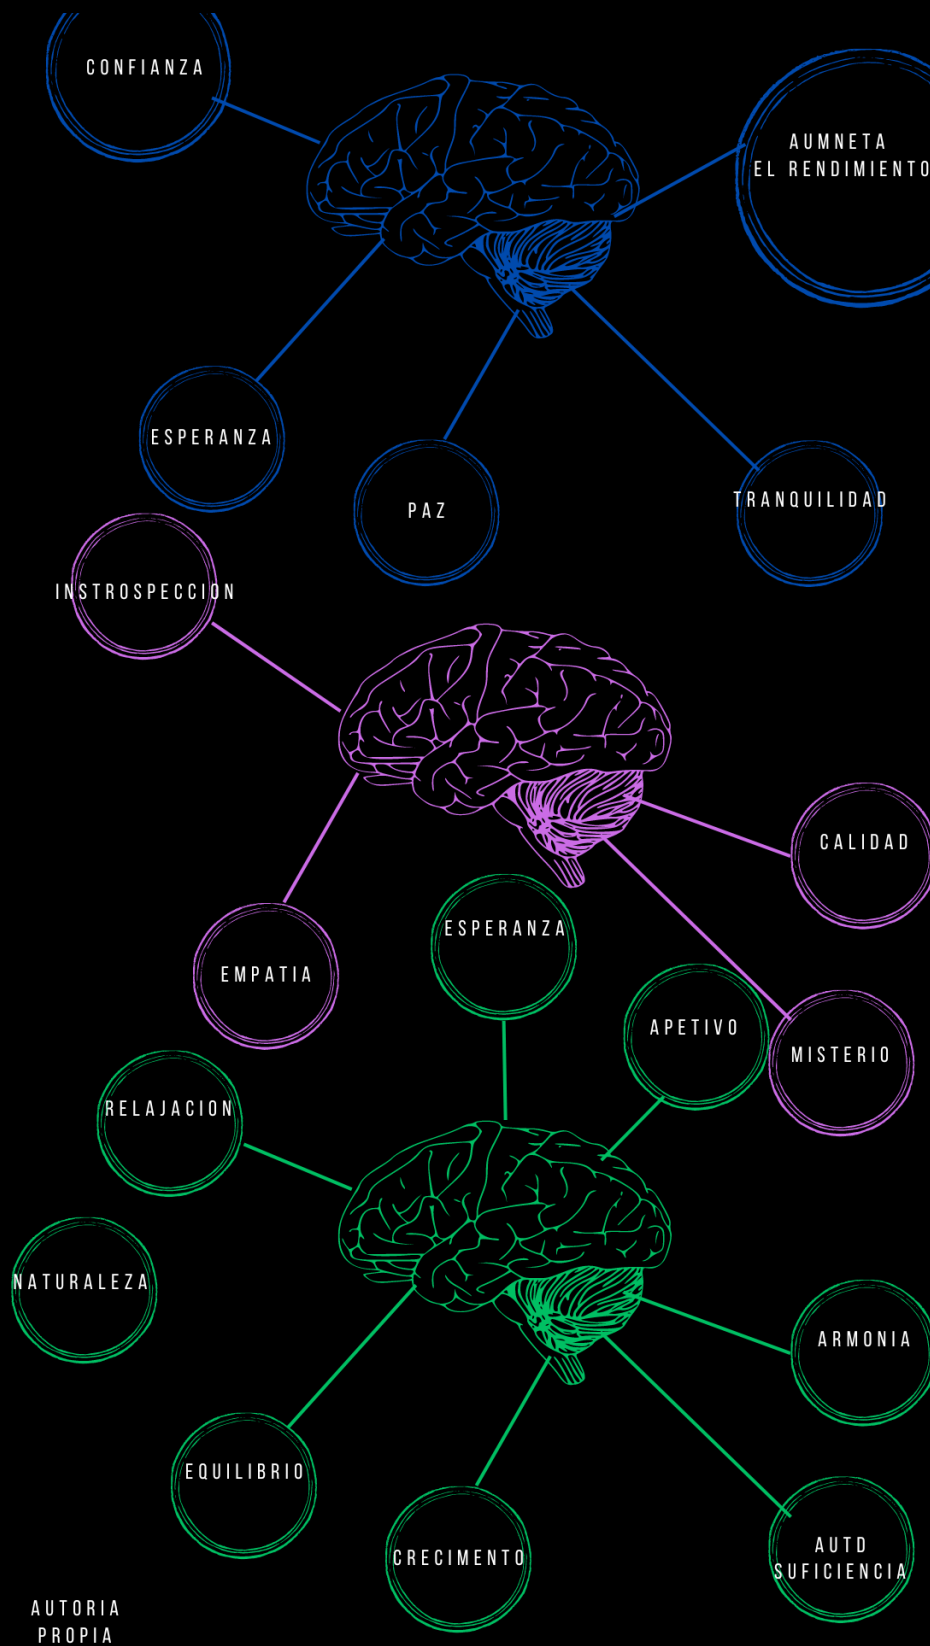 CONFIANZA
AUMNETA
EL RENDIMIENTO
ESPERANZA
PAZ
TRANQUILIDAD
INSTROSPECCION
CALIDAD
ESPERANZA
EMPATIA
APETIVO
MISTERIO
RELAJACION
NATURALEZA
ARMONIA
EQUILIBRIO
CRECIMENTO
AUTD
SUFICIENCIA
AUTORIA
PROPIA